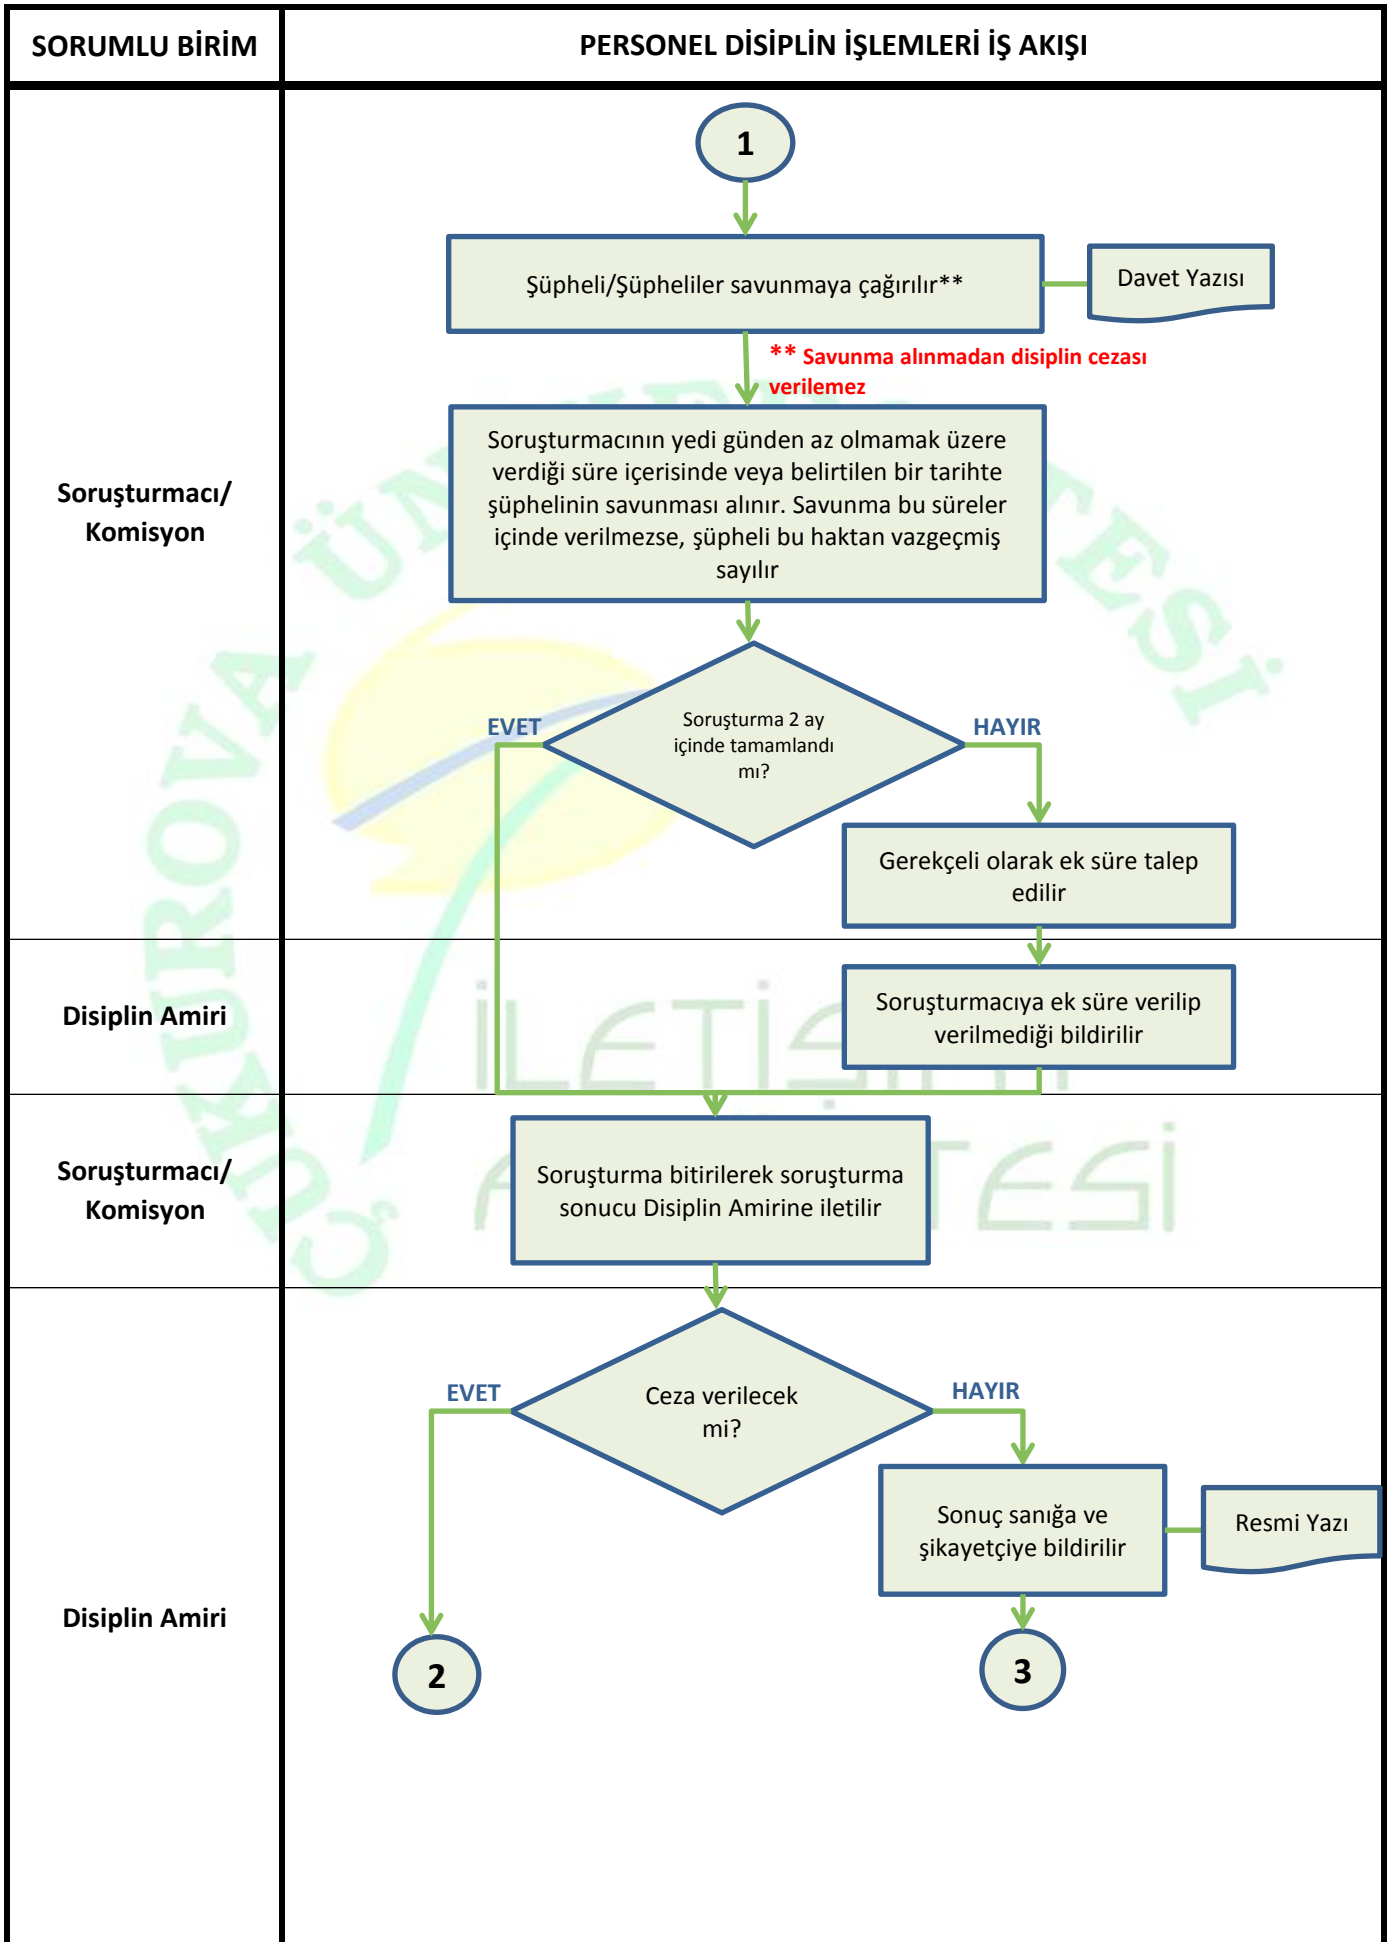 SORUMLU BİRİM
PERSONEL DİSİPLİN İŞLEMLERİ İŞ AKIŞI
1
Şüpheli/Şüpheliler savunmaya çağırılır**
Davet Yazısı
** Savunma alınmadan disiplin cezası
verilemez
Soruşturmacı/
Komisyon
Soruşturmacının yedi günden az olmamak üzere
verdiği süre içerisinde veya belirtilen bir tarihte
şüphelinin savunması alınır. Savunma bu süreler
içinde verilmezse, şüpheli bu haktan vazgeçmiş
sayılır
EVET
Soruşturma 2 ay
içinde tamamlandı
mı?
HAYIR
Gerekçeli olarak ek süre talep
edilir
Disiplin Amiri
Soruşturmacıya ek süre verilip
verilmediği bildirilir
Soruşturmacı/
Komisyon
Soruşturma bitirilerek soruşturma
sonucu Disiplin Amirine iletilir
EVET
Ceza verilecek
mi?
HAYIR
Sonuç sanığa ve
şikayetçiye bildirilir
Resmi Yazı
Disiplin Amiri
2
3